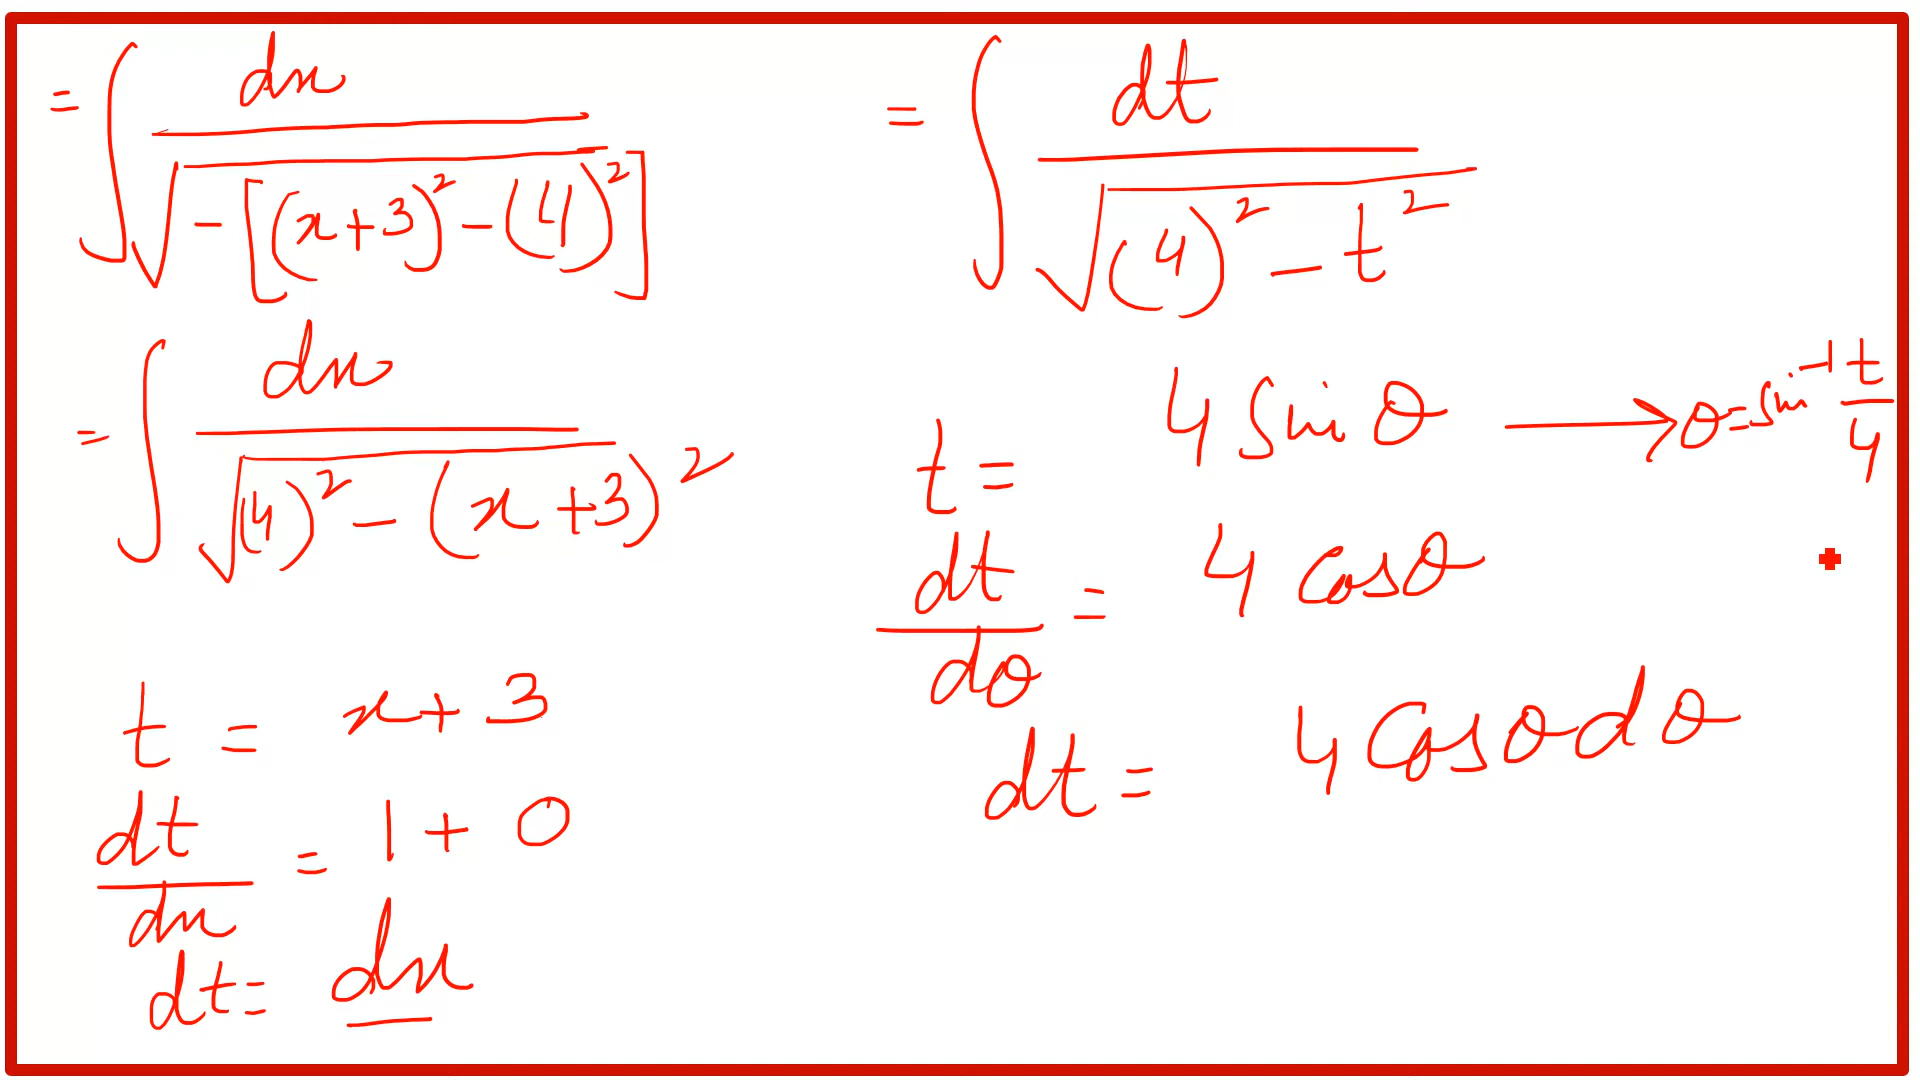 = ∫ dx / √(-[(x+3)² - (4)²])
= ∫ dx / √((4)² - (x+3)²)
t = x+3
dt/dx = 1+0
dt = dx
= ∫ dt / √((4)² - t²)
t = 4 sin θ ⟶ θ = sin⁻¹ t/4
dt/dθ = 4 cos θ
dt = 4 Cos θ dθ